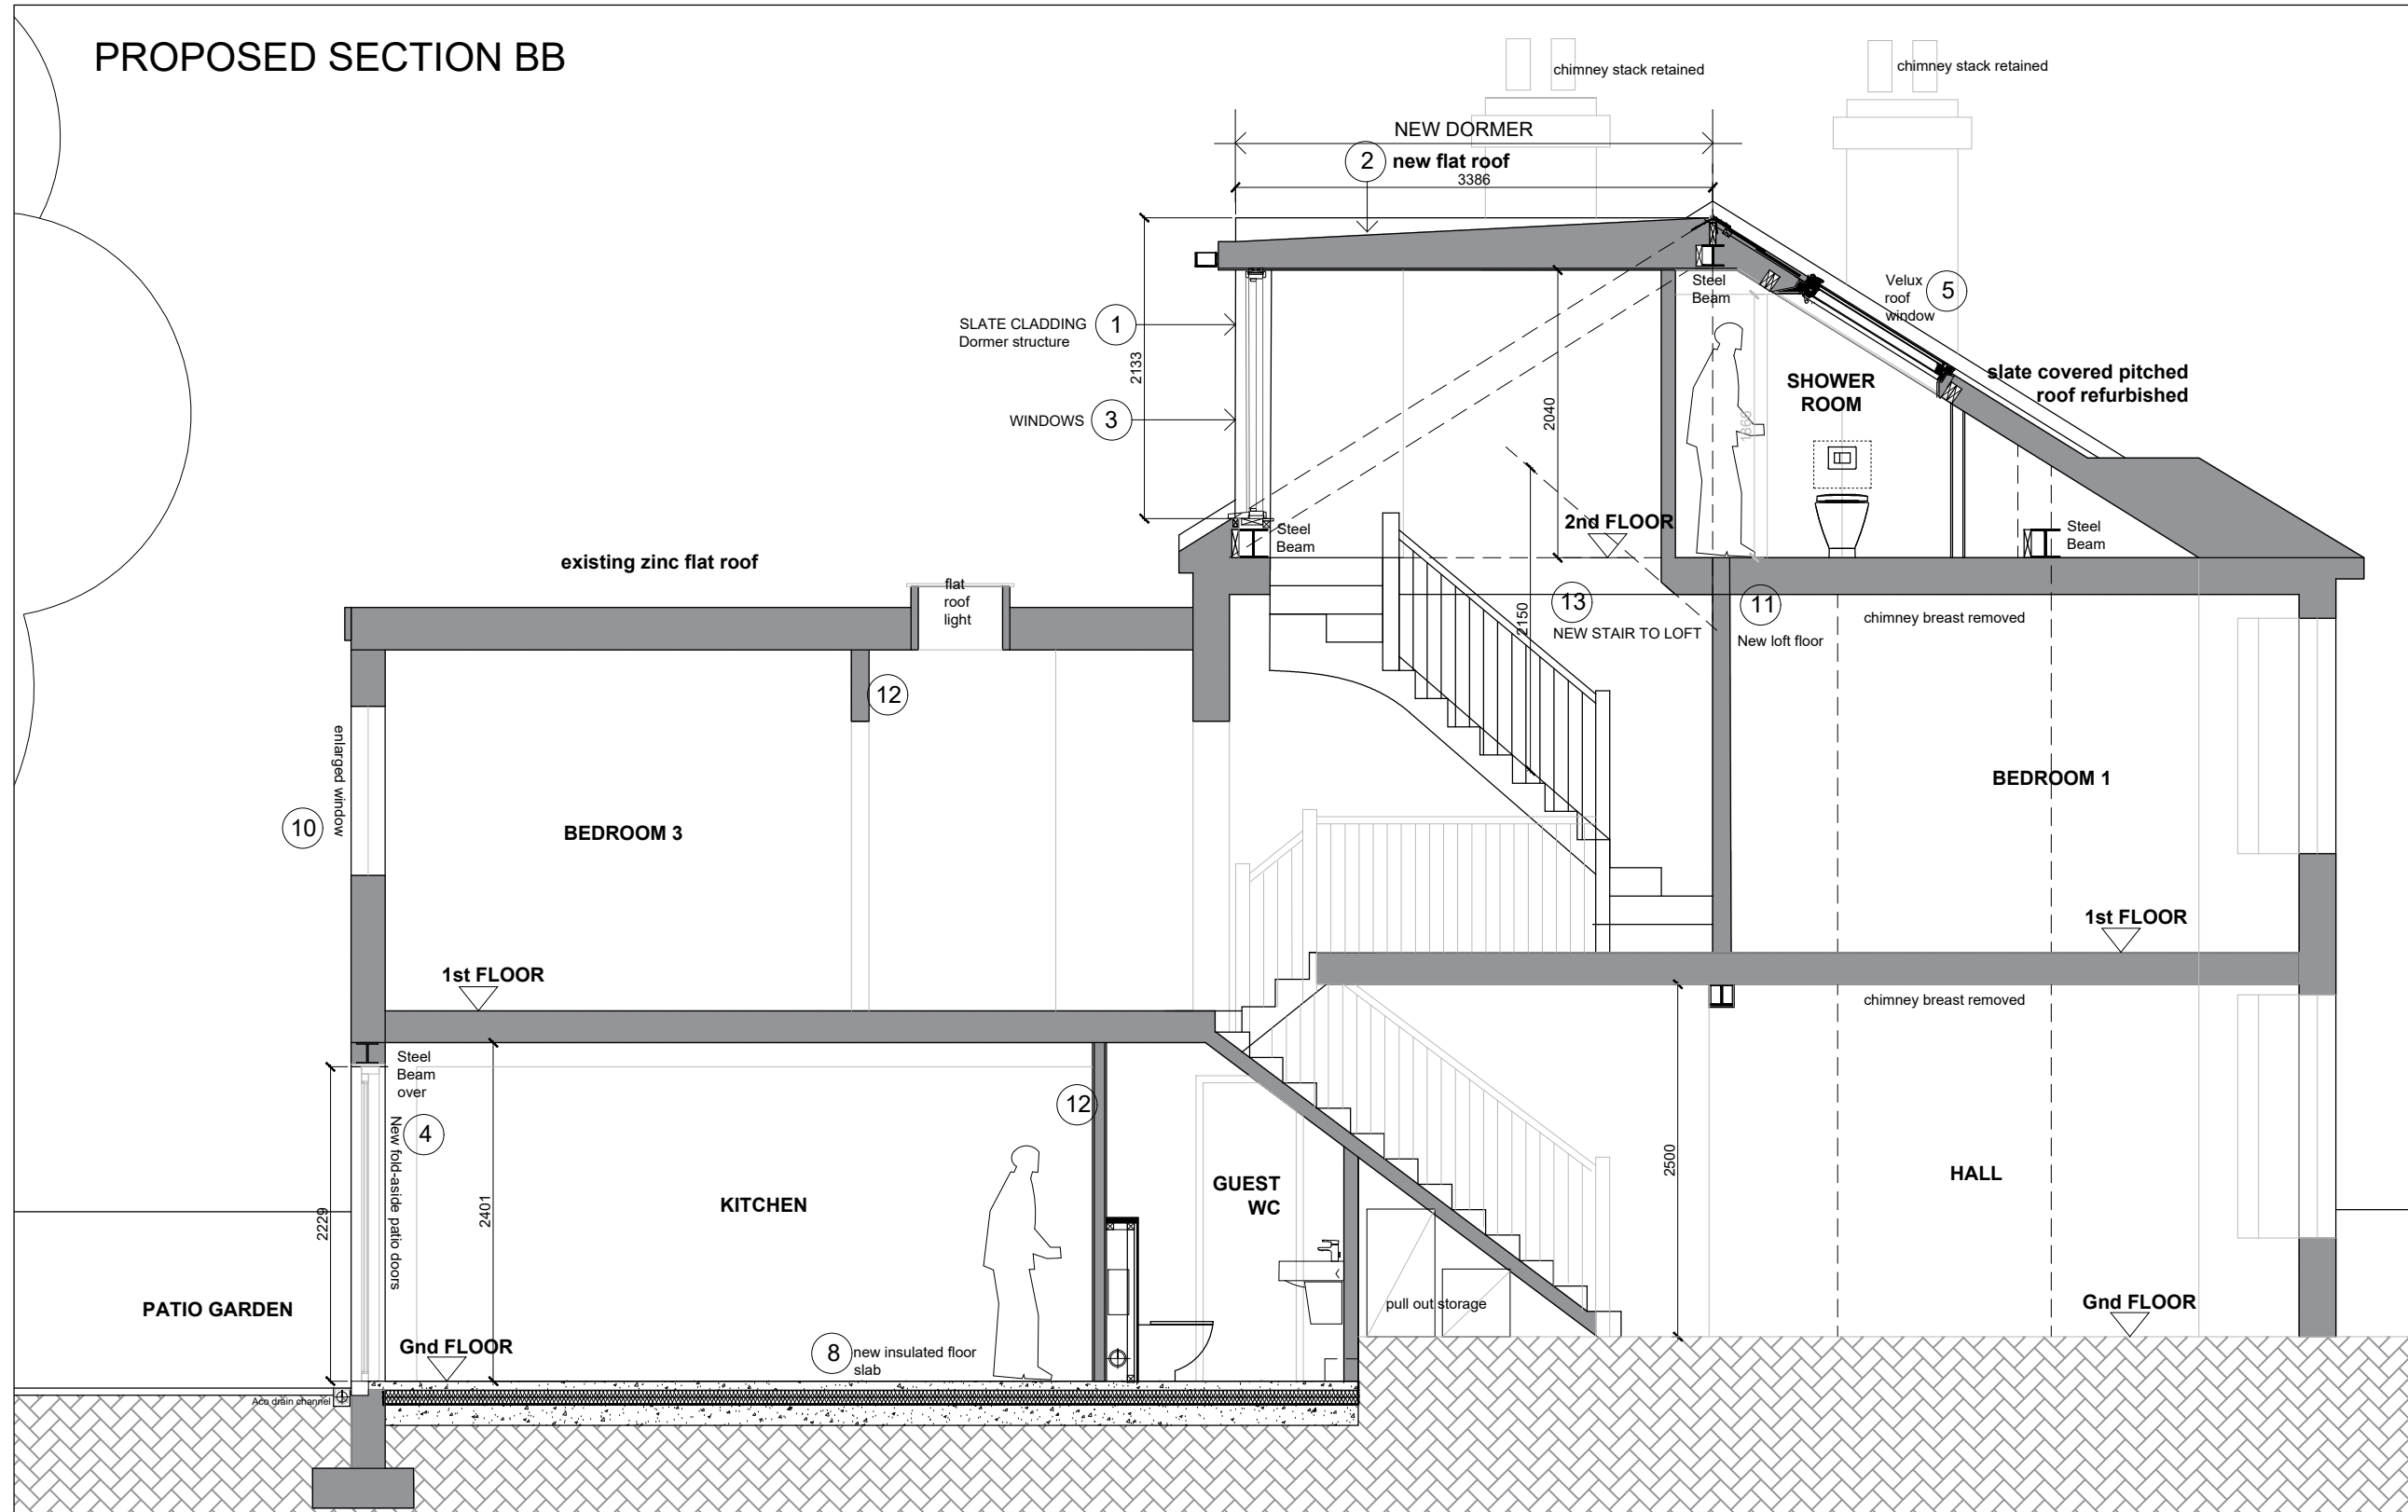 PROPOSED SECTION BB
chimney stack retained
chimney stack retained
NEW DORMER
2
new flat roof
3386
Steel
Beam
Velux
roof
window
5
SLATE CLADDING
Dormer structure
1
2133
WINDOWS
3
2040
SHOWER
ROOM
1868
slate covered pitched
roof refurbished
2nd FLOOR
Steel
Beam
Steel
Beam
existing zinc flat roof
flat
roof
light
2150
13
NEW STAIR TO LOFT
11
New loft floor
chimney breast removed
12
enlarged window
10
BEDROOM 3
BEDROOM 1
1st FLOOR
1st FLOOR
chimney breast removed
Steel
Beam
over
4
New fold-aside patio doors
12
2229
2401
KITCHEN
GUEST
WC
2500
HALL
PATIO GARDEN
pull out storage
Gnd FLOOR
Gnd FLOOR
8
new insulated floor
slab
Aco drain channel